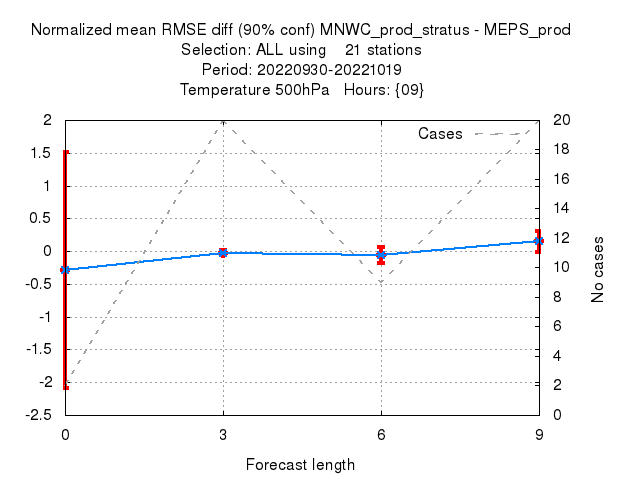 Normalized mean RMSE diff (90% conf) MNWC_prod_stratus - MEPS_prod
Selection: ALL using 21 stations
Period: 20220930-20221019
Temperature 500hPa Hours: {09}
Cases
2
1.5
1
0.5
0
-0.5
-1
-1.5
-2
-2.5
20
18
16
14
12
10
8
6
4
2
0
No cases
0 3 6 9
Forecast length